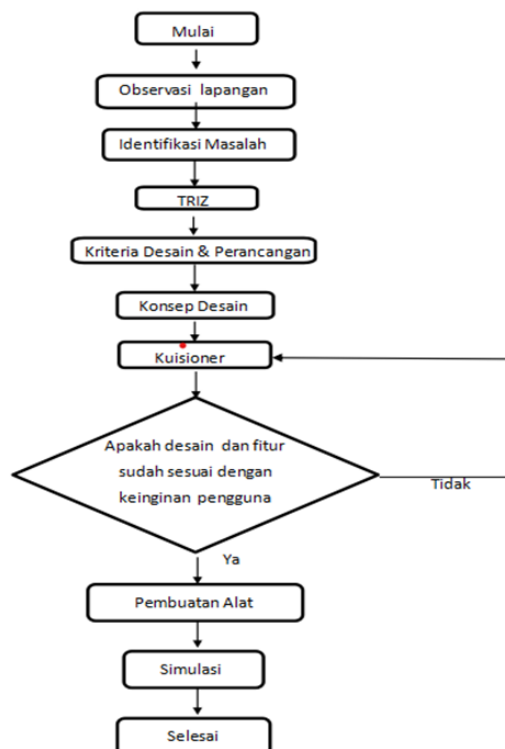 Mulai
Observasi lapangan
Identifikasi Masalah
TRIZ
Kriteria Desain & Perancangan
Konsep Desain
Kuisioner
Apakah desain dan fitur
sudah sesuai dengan
keinginan pengguna
Tidak
Ya
Pembuatan Alat
Simulasi
Selesai